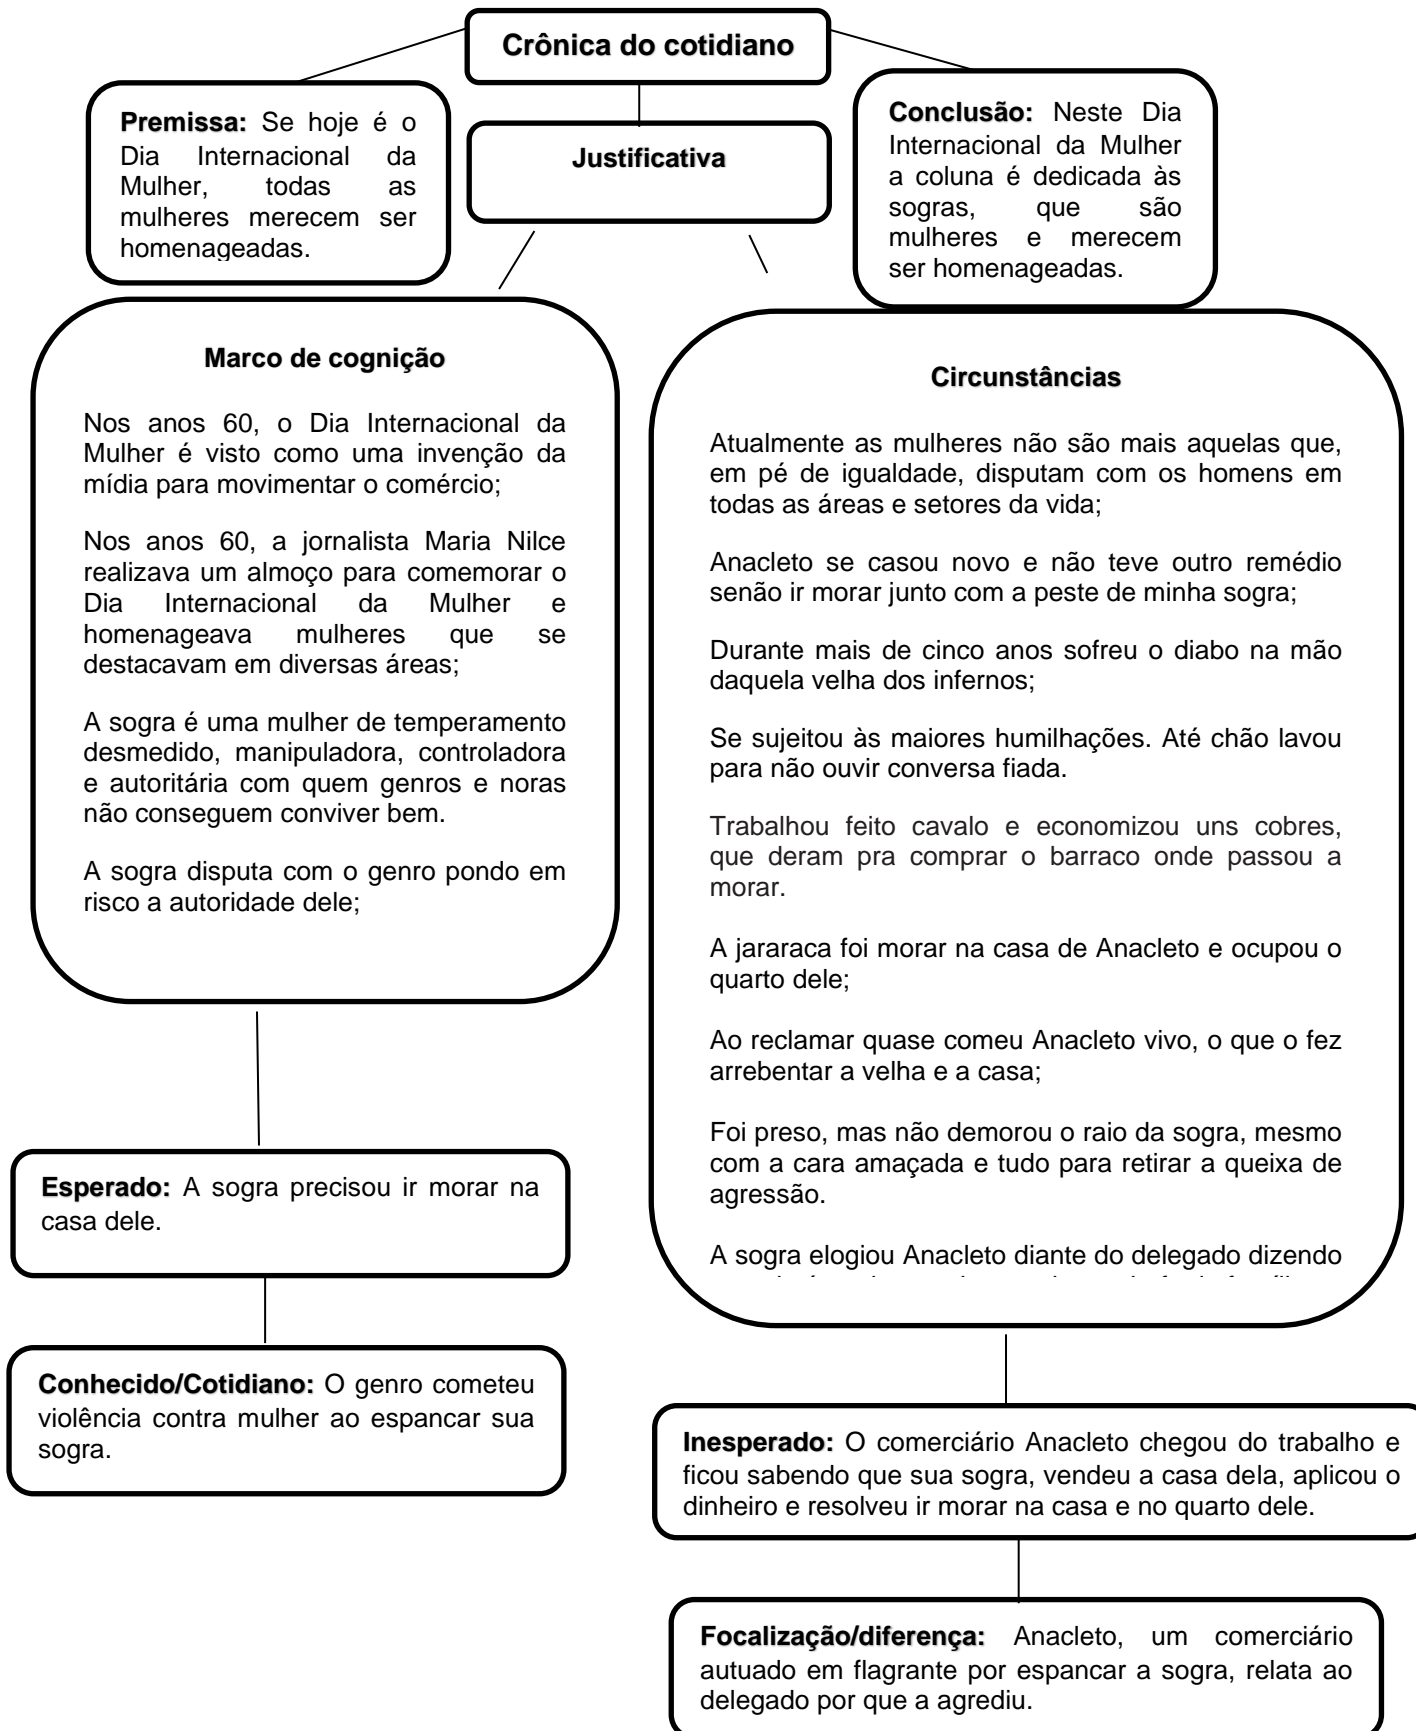 Crônica do cotidiano
Premissa: Se hoje é o
Dia Internacional da
Mulher, todas as
mulheres merecem ser
homenageadas.
Justificativa
Conclusão: Neste Dia
Internacional da Mulher
a coluna é dedicada às
sogras, que são
mulheres e merecem
ser homenageadas.
Marco de cognição
Nos anos 60, o Dia Internacional da
Mulher é visto como uma invenção da
mídia para movimentar o comércio;
Nos anos 60, a jornalista Maria Nilce
realizava um almoço para comemorar o
Dia Internacional da Mulher e
homenageava mulheres que se
destacavam em diversas áreas;
A sogra é uma mulher de temperamento
desmedido, manipuladora, controladora
e autoritária com quem genros e noras
não conseguem conviver bem.
A sogra disputa com o genro pondo em
risco a autoridade dele;
Circunstâncias
Atualmente as mulheres não são mais aquelas que,
em pé de igualdade, disputam com os homens em
todas as áreas e setores da vida;
Anacleto se casou novo e não teve outro remédio
senão ir morar junto com a peste de minha sogra;
Durante mais de cinco anos sofreu o diabo na mão
daquela velha dos infernos;
Se sujeitou às maiores humilhações. Até chão lavou
para não ouvir conversa fiada.
Trabalhou feito cavalo e economizou uns cobres,
que deram pra comprar o barraco onde passou a
morar.
A jararaca foi morar na casa de Anacleto e ocupou o
quarto dele;
Ao reclamar quase comeu Anacleto vivo, o que o fez
arrebentar a velha e a casa;
Foi preso, mas não demorou o raio da sogra, mesmo
com a cara amaçada e tudo para retirar a queixa de
agressão.
A sogra elogiou Anacleto diante do delegado dizendo
Esperado: A sogra precisou ir morar na
casa dele.
Conhecido/Cotidiano: O genro cometeu
violência contra mulher ao espancar sua
sogra.
Inesperado: O comerciário Anacleto chegou do trabalho e
ficou sabendo que sua sogra, vendeu a casa dela, aplicou o
dinheiro e resolveu ir morar na casa e no quarto dele.
Focalização/diferença: Anacleto, um comerciário
autuado em flagrante por espancar a sogra, relata ao
delegado por que a agrediu.